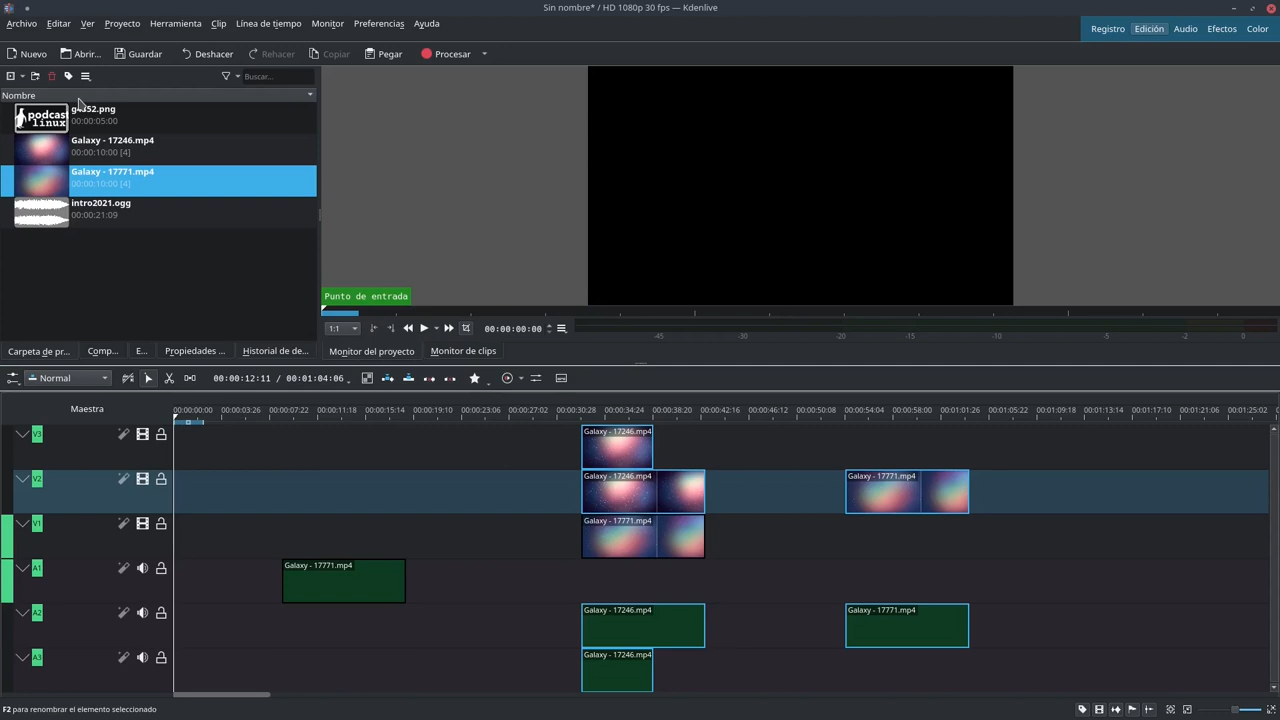 Sin nombre* / HD 1080p 30 fps — Kdenlive
Archivo Editar Ver Proyecto Herramienta Clip Línea de tiempo Monitor Preferencias Ayuda
Registro Edición Audio Efectos Color
Nuevo Abrir... Guardar Deshacer Rehacer Copiar Pegar Procesar
Buscar...
Nombre
podcast
linux
00:00:05:00
Galaxy - 17246.mp4
00:00:10:00 [4]
Galaxy - 17771.mp4
00:00:10:00 [4]
intro2021.ogg
00:00:21:09
Punto de entrada
1:1 00:00:00:00
-45 -30 -20 -15 -10 -5 -2 0
Carpeta de pr... Comp... E... Propiedades ... Historial de de... Monitor del proyecto Monitor de clips
Normal 00:00:12:11 / 00:01:04:06
Maestra
00:00:00:00 00:00:03:26 00:00:07:22 00:00:11:18 00:00:15:14 00:00:19:10 00:00:23:06 00:00:27:02 00:00:30:28 00:00:34:24 00:00:38:20 00:00:42:16 00:00:46:12 00:00:50:08 00:00:54:04 00:00:58:00 00:01:01:26 00:01:05:22 00:01:09:18 00:01:13:14 00:01:17:10 00:01:21:06 00:01:25:02
V3 Galaxy - 17246.mp4
V2 Galaxy - 17246.mp4 Galaxy - 17771.mp4
V1 Galaxy - 17771.mp4
A1 Galaxy - 17771.mp4
A2 Galaxy - 17246.mp4 Galaxy - 17771.mp4
A3 Galaxy - 17246.mp4
F2 para renombrar el elemento seleccionado